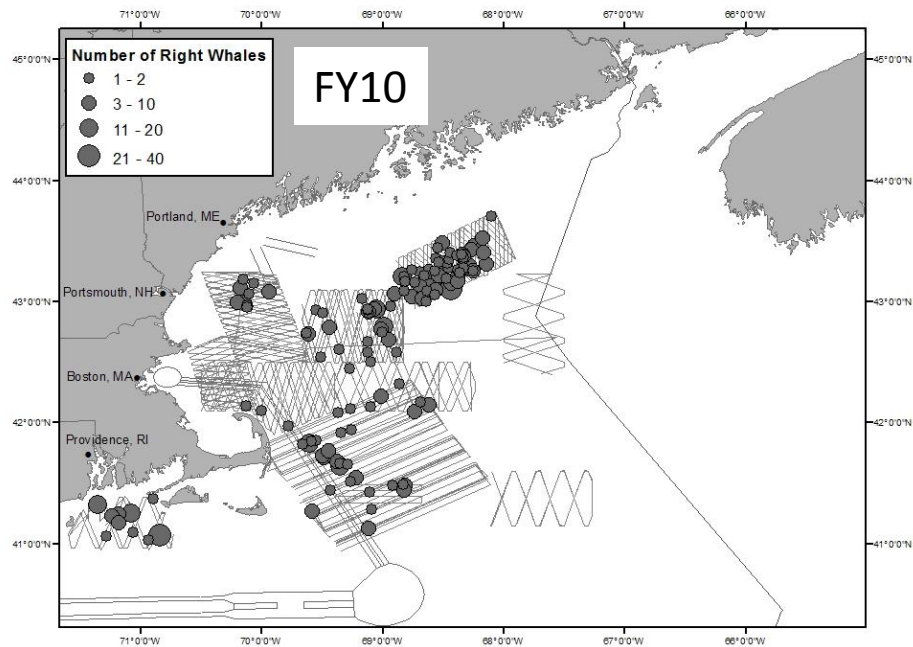 71°0'0"W 70°0'0"W 69°0'0"W 68°0'0"W 67°0'0"W 66°0'0"W
Number of Right Whales
1 - 2
3 - 10
11 - 20
21 - 40
FY10
45°0'0"N 45°0'0"N
44°0'0"N 44°0'0"N
Portland, ME
Portsmouth, NH
43°0'0"N 43°0'0"N
Boston, MA
42°0'0"N 42°0'0"N
Providence, RI
41°0'0"N 41°0'0"N
71°0'0"W 70°0'0"W 69°0'0"W 68°0'0"W 67°0'0"W 66°0'0"W